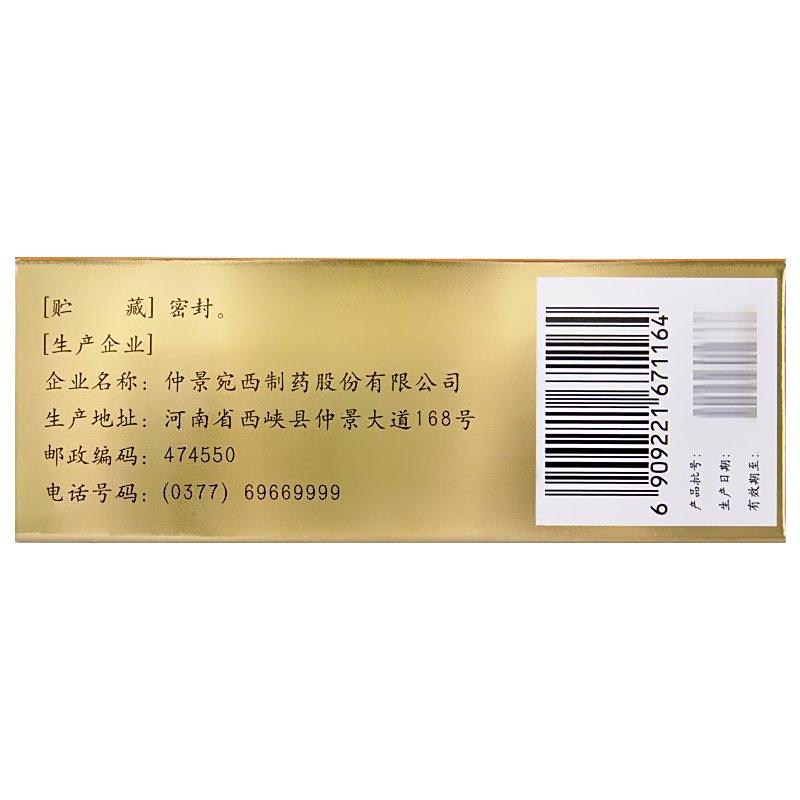 [贮　　藏] 密封。
[生产企业]
企业名称：仲景宛西制药股份有限公司
生产地址：河南省西峡县仲景大道168号
邮政编码：474550
电话号码：(0377) 69669999
6 909221 671164
产品批号：
生产日期：
有效期至：